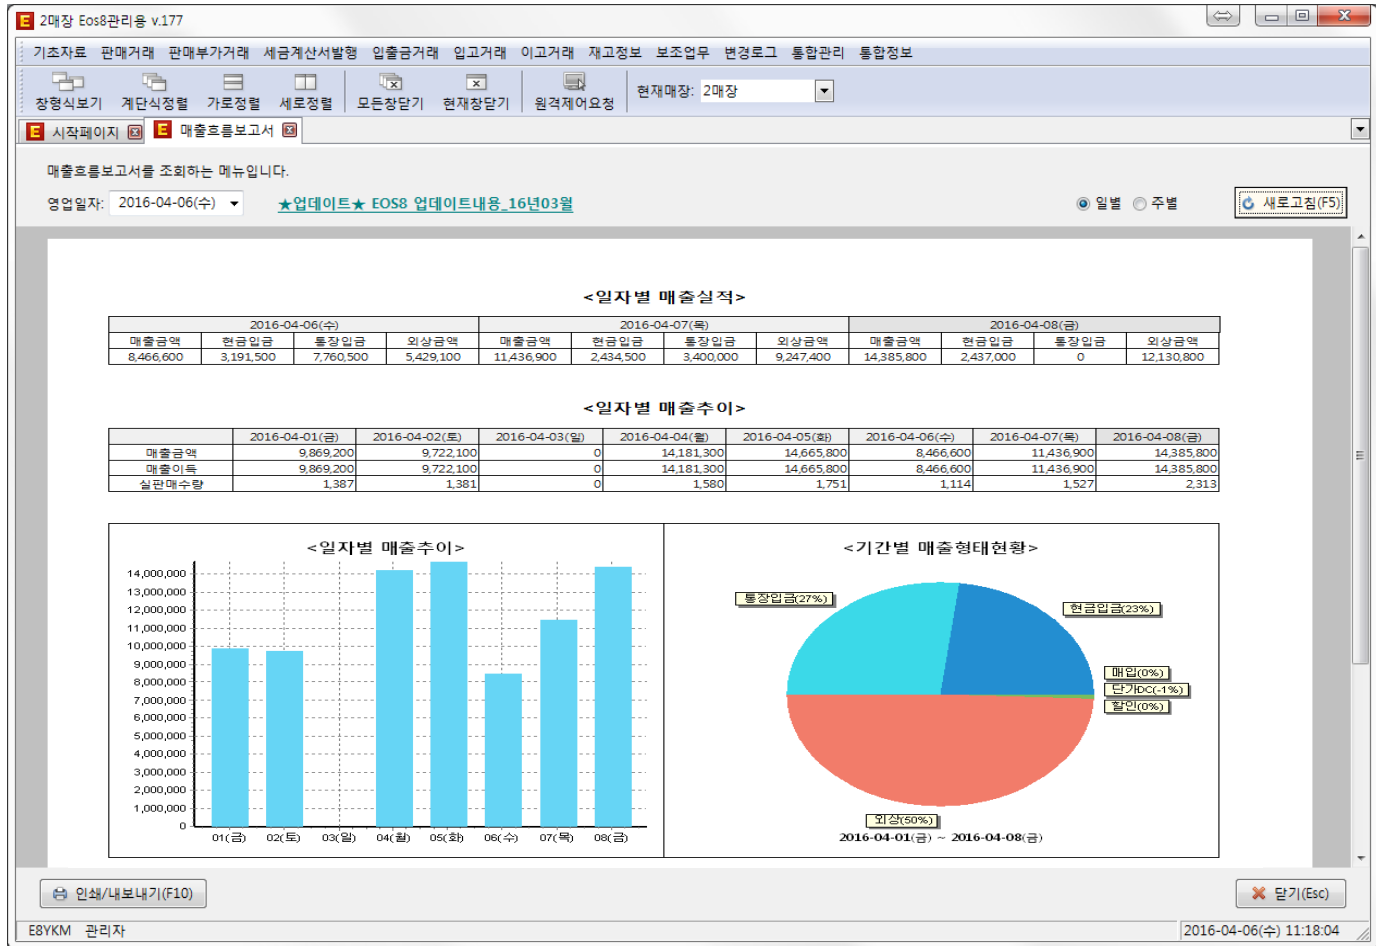 2매장 Eos8관리용 v.177
기초자료 판매거래 판매부가거래 세금계산서발행 입출금거래 입고거래 이고거래 재고정보 보조업무 변경로그 통합관리 통합정보
창형식보기 계단식정렬 가로정렬 세로정렬 모든창닫기 현재창닫기 원격제어요청 현재매장: 2매장
E 시작페이지 E 매출흐름보고서
매출흐름보고서를 조회하는 메뉴입니다.
영업일자: 2016-04-06(수) ★업데이트★ EOS8 업데이트내용_16년03월 일별 주별 새로고침(F5)
<일자별 매출실적>
2016-04-06(수) 2016-04-07(목) 2016-04-08(금)
매출금액 현금입금 통장입금 외상금액 매출금액 현금입금 통장입금 외상금액 매출금액 현금입금 통장입금 외상금액
8,466,600 3,191,500 7,760,500 5,429,100 11,436,900 2,434,500 3,400,000 9,247,400 14,385,800 2,437,000 0 12,130,800
<일자별 매출추이>
2016-04-01(금) 2016-04-02(토) 2016-04-03(일) 2016-04-04(월) 2016-04-05(화) 2016-04-06(수) 2016-04-07(목) 2016-04-08(금)
매출금액 9,869,200 9,722,100 0 14,181,300 14,665,800 8,466,600 11,436,900 14,385,800
매출이득 9,869,200 9,722,100 0 14,181,300 14,665,800 8,466,600 11,436,900 14,385,800
실판매수량 1,387 1,381 0 1,580 1,751 1,114 1,527 2,313
<일자별 매출추이>
14,000,000
13,000,000
12,000,000
11,000,000
10,000,000
9,000,000
8,000,000
7,000,000
6,000,000
5,000,000
4,000,000
3,000,000
2,000,000
1,000,000
0
01(금) 02(토) 03(일) 04(월) 05(화) 06(수) 07(목) 08(금)
<기간별 매출형태현황>
통장입금(27%)
현금입금(23%)
매입(0%)
단가DC(-1%)
할인(0%)
외상(50%)
2016-04-01(금) ~ 2016-04-08(금)
인쇄/내보내기(F10) 닫기(Esc)
E8YKM 관리자 2016-04-06(수) 11:18:04